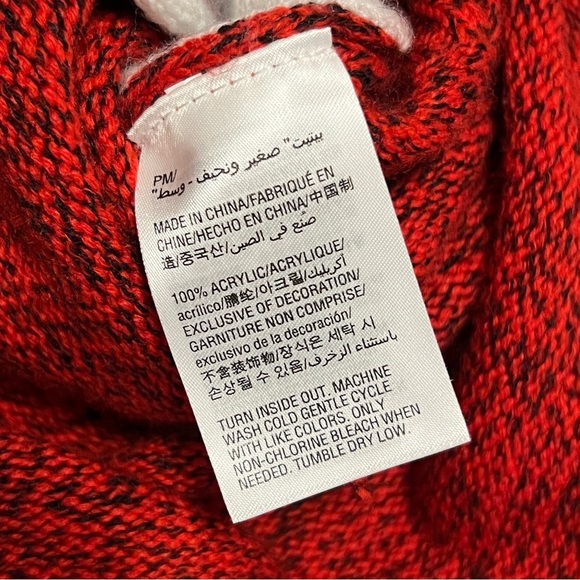 بيتيت" صغير ونحيف - وسط"
PM/
MADE IN CHINA/FABRIQUÉ EN
CHINE/HECHO EN CHINA/中国制
造/중국산/صُنع في الصين
100% ACRYLIC/ACRYLIQUE/
acrílico/腈纶/아크릴/أكريليك
EXCLUSIVE OF DECORATION/
GARNITURE NON COMPRISE/
exclusivo de la decoración/
不含装饰物/장식은 세탁 시
손상될 수 있음/باستثناء الزخرف
TURN INSIDE OUT. MACHINE
WASH COLD GENTLE CYCLE
WITH LIKE COLORS. ONLY
NON-CHLORINE BLEACH WHEN
NEEDED. TUMBLE DRY LOW.